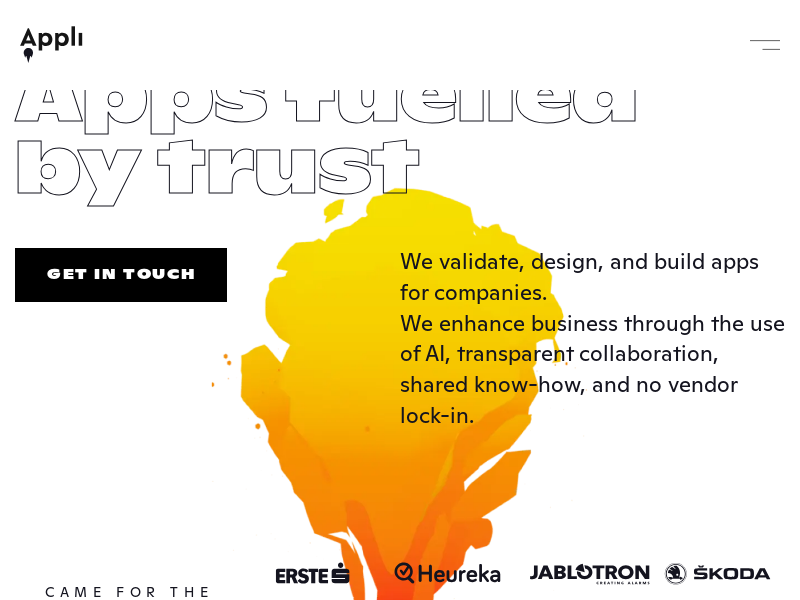 Applı
Apps fuelled
by trust
GET IN TOUCH
We validate, design, and build apps
for companies.
We enhance business through the use
of AI, transparent collaboration,
shared know-how, and no vendor
lock-in.
CAME FOR THE
ERSTE
Heureka
JABLOTRON
CREATING ALARMS
ŠKODA